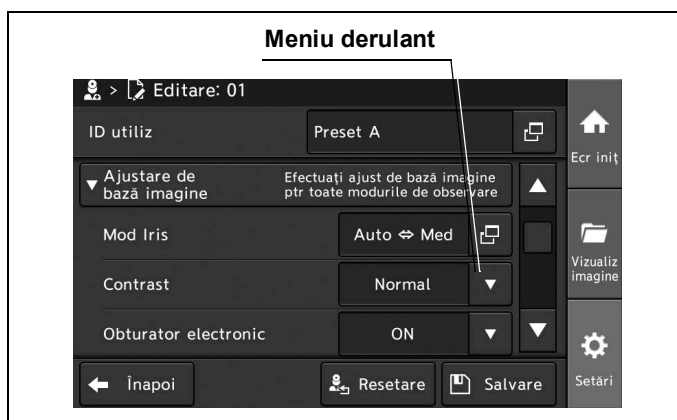 Meniu derulant
> Editare: 01
ID utiliz
Preset A
Ecr iniț
▼ Ajustare de bază imagine
Efectuați ajust de bază imagine
ptr toate modurile de observare
Mod Iris
Auto ⇔ Med
Vizualiz
imagine
Contrast
Normal
Obturator electronic
ON
Înapoi
Resetare
Salvare
Setări